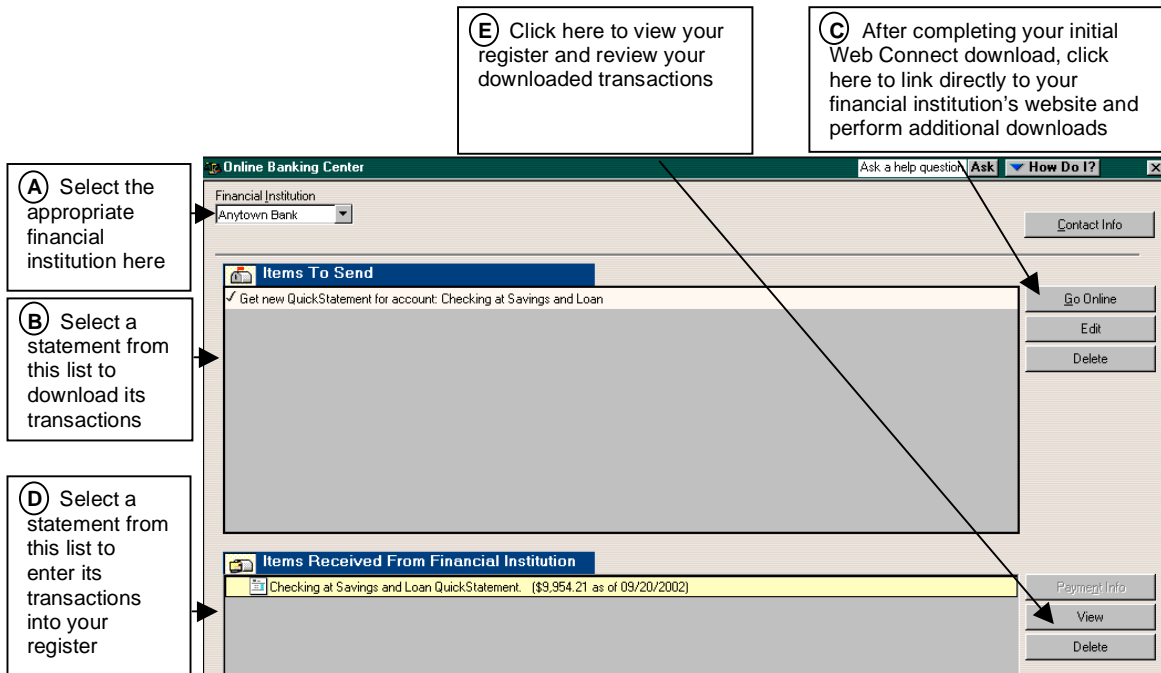 E Click here to view your
register and review your
downloaded transactions
C After completing your initial
Web Connect download, click
here to link directly to your
financial institution's website and
perform additional downloads
A Select the
appropriate
financial
institution here
B Select a
statement from
this list to
download its
transactions
D Select a
statement from
this list to
enter its
transactions
into your
register
Online Banking Center
Ask a help question Ask How Do I?
Financial Institution
Anytown Bank
Contact Info
Items To Send
Get new QuickStatement for account: Checking at Savings and Loan
Go Online
Edit
Delete
Items Received From Financial Institution
Checking at Savings and Loan QuickStatement. ($9,954.21 as of 09/20/2002)
Payment Info
View
Delete